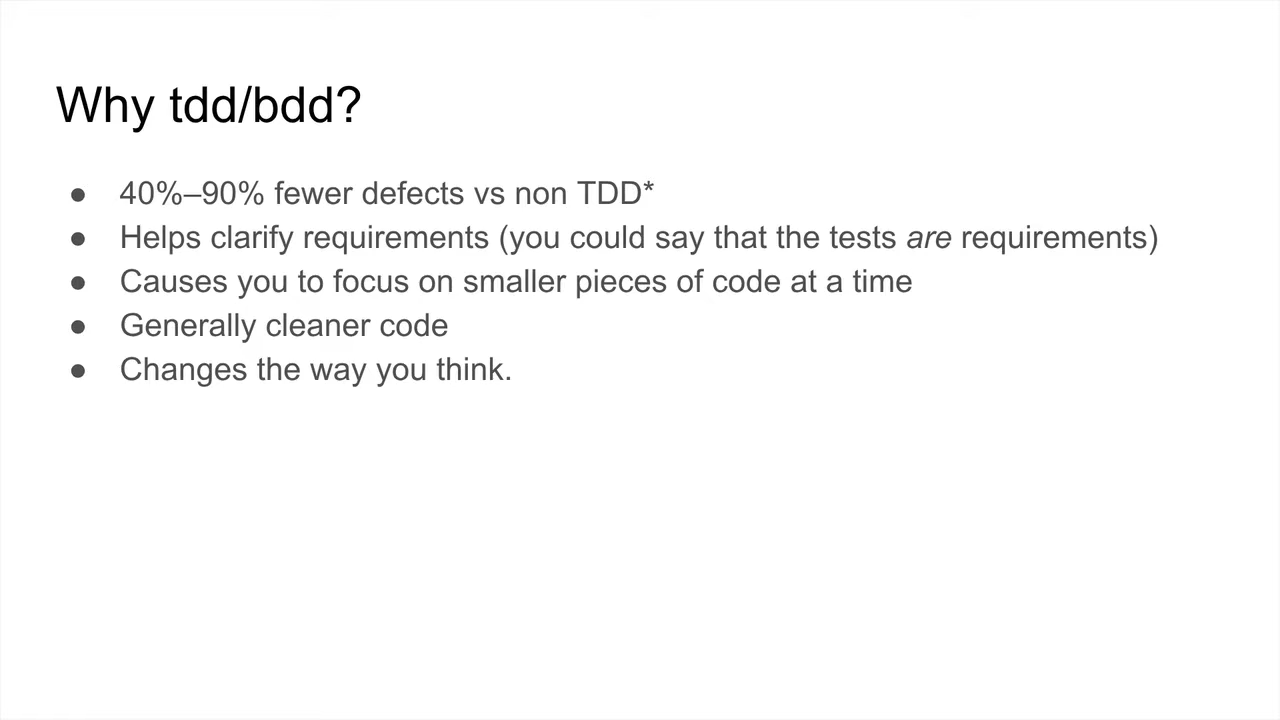 Why tdd/bdd?
● 40%–90% fewer defects vs non TDD*
● Helps clarify requirements (you could say that the tests are requirements)
● Causes you to focus on smaller pieces of code at a time
● Generally cleaner code
● Changes the way you think.